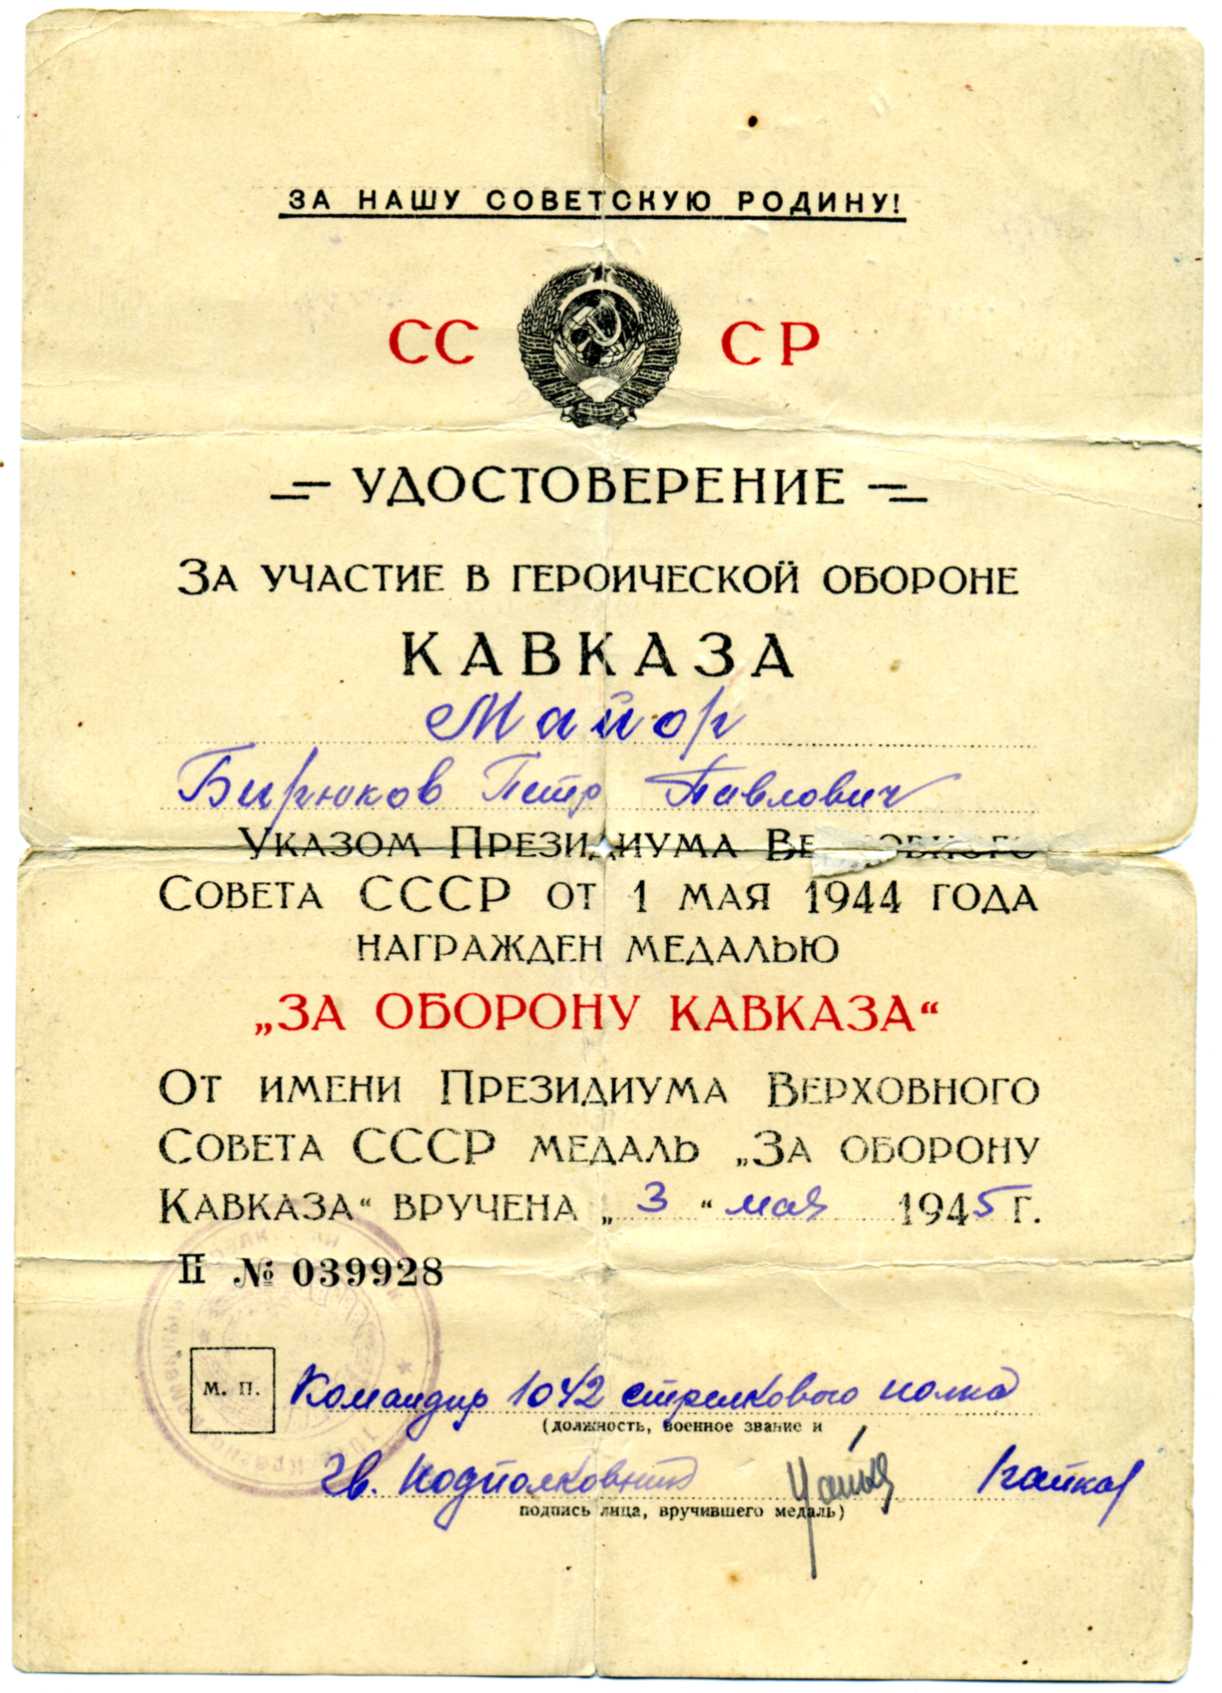 ЗА НАШУ СОВЕТСКУЮ РОДИНУ!
СС СР
УДОСТОВЕРЕНИЕ
ЗА УЧАСТИЕ В ГЕРОИЧЕСКОЙ ОБОРОНЕ
КАВКАЗА
Майор
Бирюков Петр Павлович
УКАЗОМ ПРЕЗИДИУМА ВЕРХОВНОГО
СОВЕТА СССР ОТ 1 МАЯ 1944 ГОДА
НАГРАЖДЕН МЕДАЛЬЮ
„ЗА ОБОРОНУ КАВКАЗА“
ОТ ИМЕНИ ПРЕЗИДИУМА ВЕРХОВНОГО
СОВЕТА СССР МЕДАЛЬ „ЗА ОБОРОНУ
КАВКАЗА“ ВРУЧЕНА „ 3 “ мая 1945 Г.
II № 039928
М. П. Командир 1042 стрелкового полка
(должность, военное звание и
Гв. Подполковник
подпись лица, вручившего медаль)